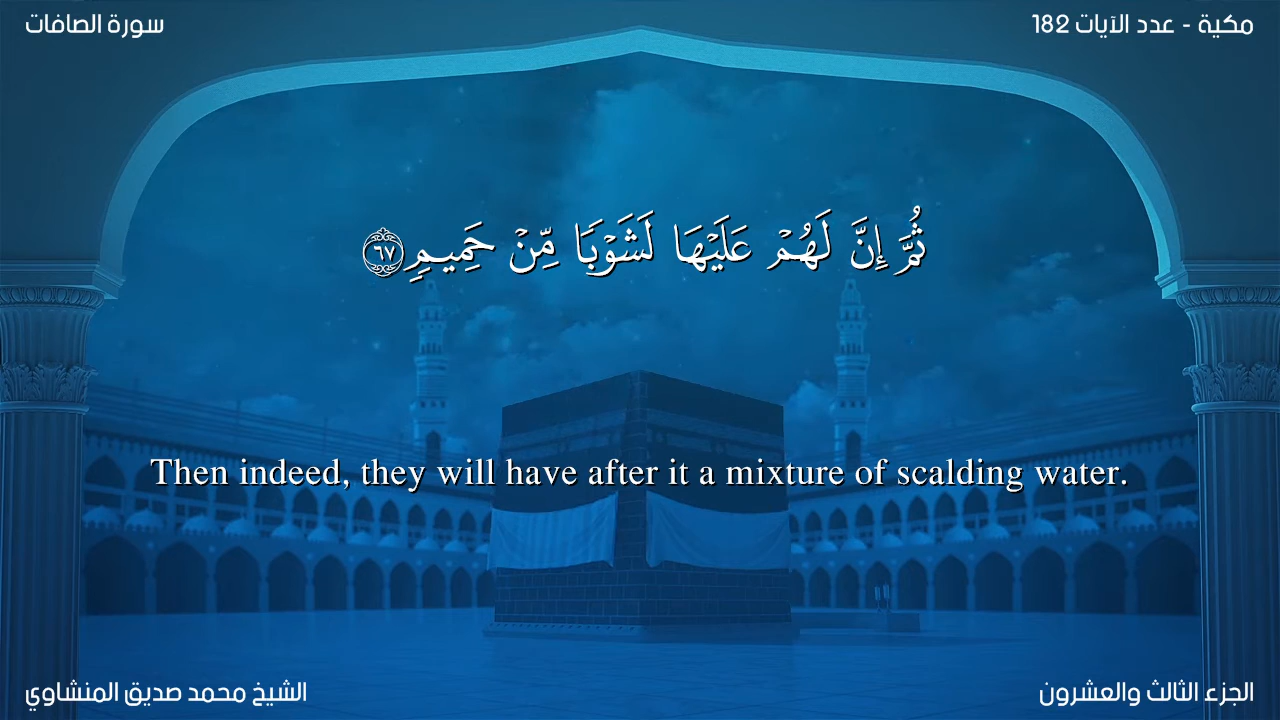 سورة الصافات
مكية - عدد الآيات 182
ثُمَّ إِنَّ لَهُمْ عَلَيْهَا لَشَوْبًا مِّنْ حَمِيمٍ ٦٧
Then indeed, they will have after it a mixture of scalding water.
الشيخ محمد صديق المنشاوي
الجزء الثالث والعشرون